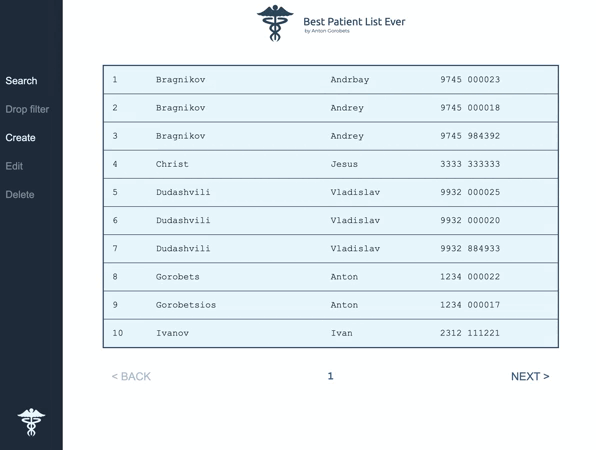 Best Patient List Ever
by Anton Gorobets
Search
Drop filter
Create
Edit
Delete
1 Bragnikov Andrbay 9745 000023
2 Bragnikov Andrey 9745 000018
3 Bragnikov Andrey 9745 984392
4 Christ Jesus 3333 333333
5 Dudashvili Vladislav 9932 000025
6 Dudashvili Vladislav 9932 000020
7 Dudashvili Vladislav 9932 884933
8 Gorobets Anton 1234 000022
9 Gorobetsios Anton 1234 000017
10 Ivanov Ivan 2312 111221
< BACK 1 NEXT >